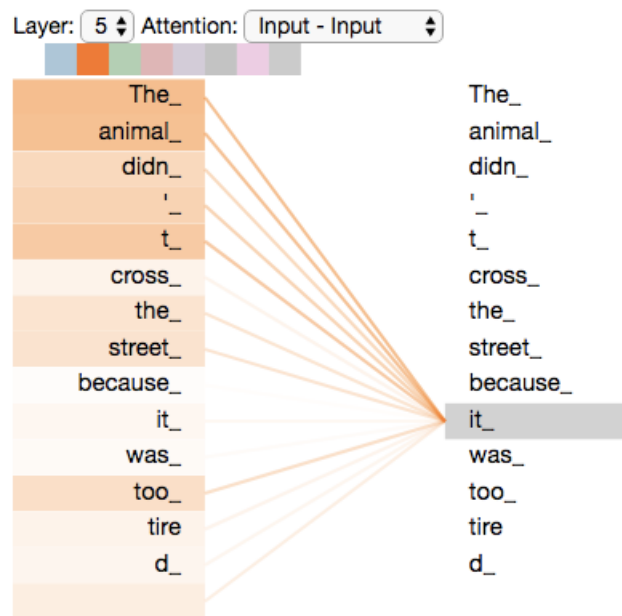 Layer: 5 Attention: Input - Input
The_ The_
animal_ animal_
didn_ didn_
'_ '_
t_ t_
cross_ cross_
the_ the_
street_ street_
because_ because_
it_ it_
was_ was_
too_ too_
tire tire
d_ d_